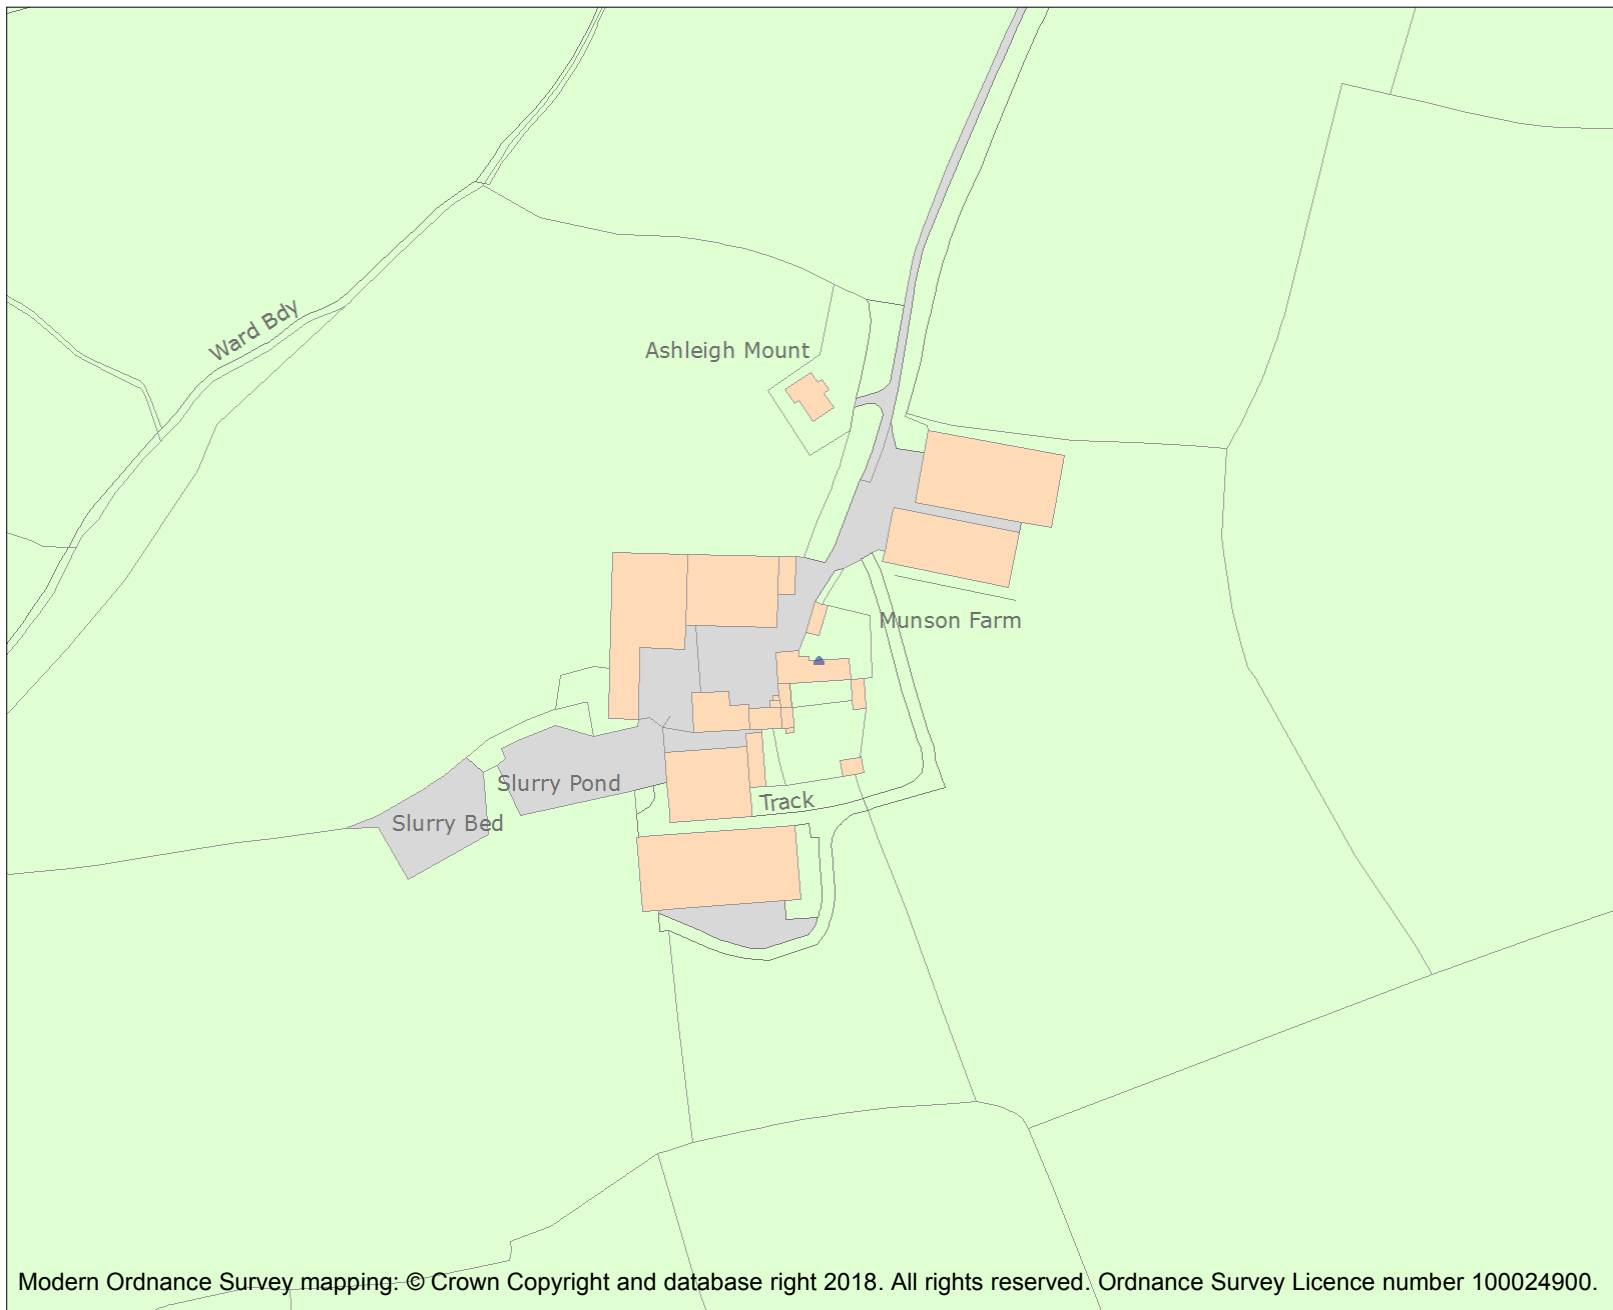 Ward Bdy
Ashleigh Mount
Munson Farm
Slurry Pond
Track
Slurry Bed
Modern Ordnance Survey mapping: © Crown Copyright and database right 2018. All rights reserved. Ordnance Survey Licence number 100024900.